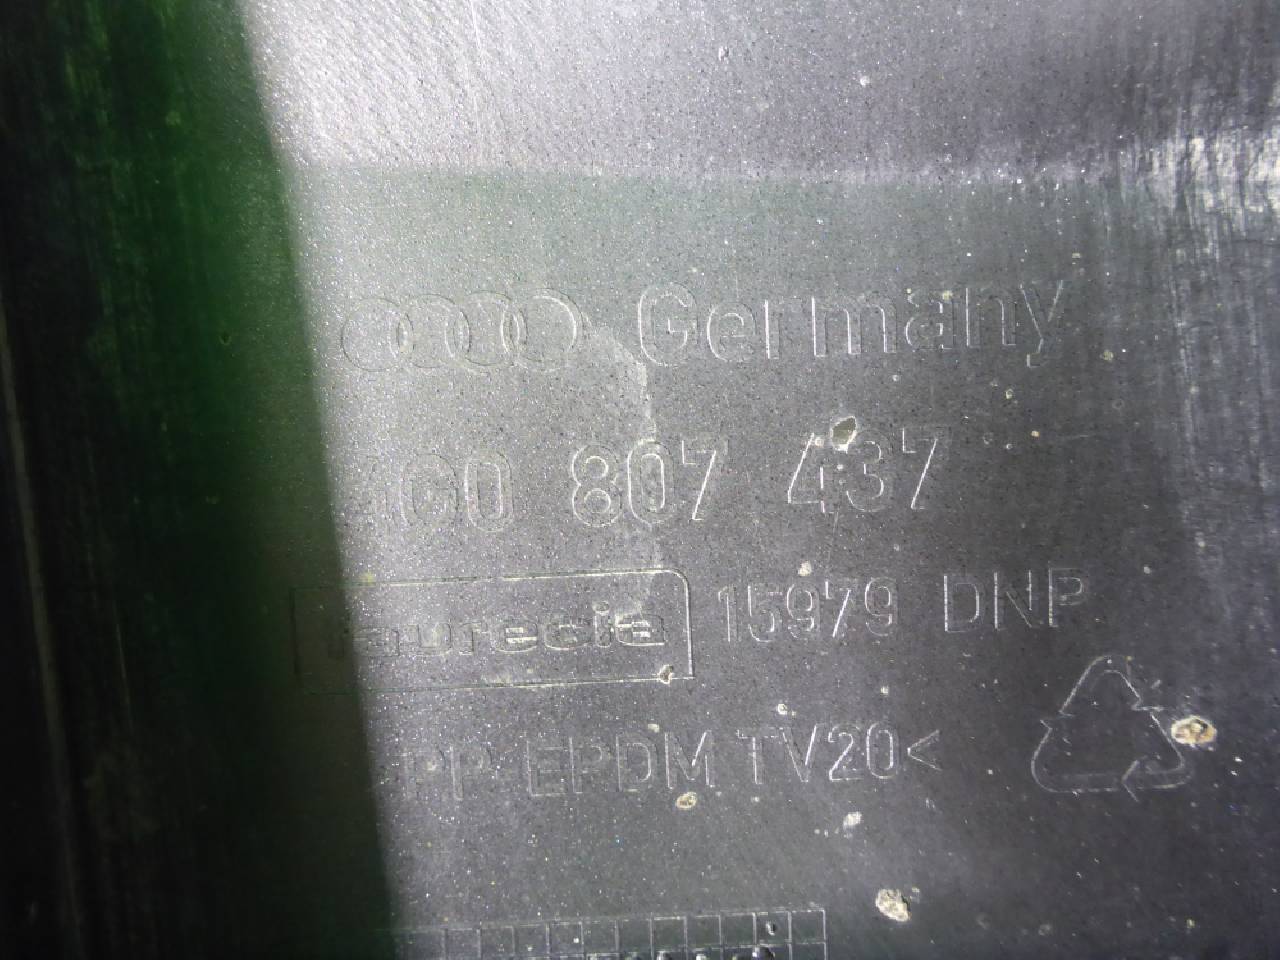 Germany
4G0 807 437
faurecia 15979 DNP
>PP-EPDM TV20<